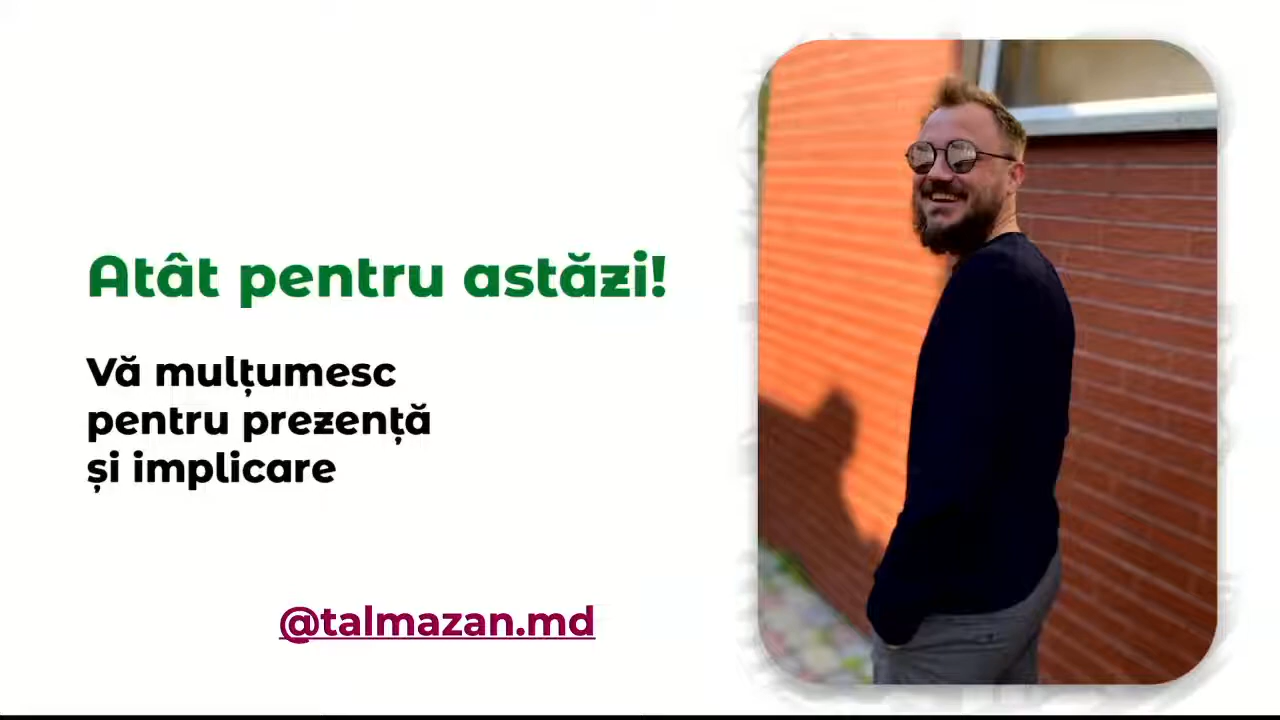 Atât pentru astăzi!
Vă mulțumesc
pentru prezență
și implicare
@talmazan.md